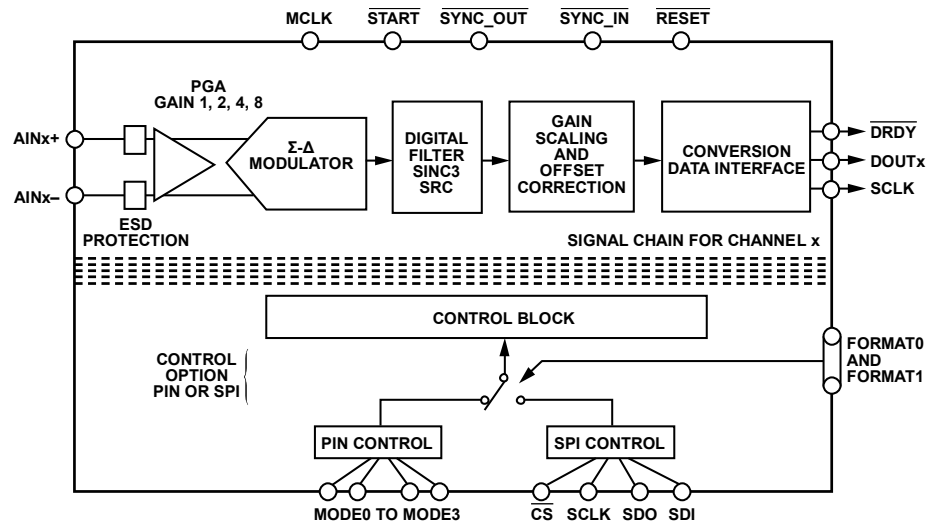 MCLK
START
SYNC_OUT
SYNC_IN
RESET
PGA
GAIN 1, 2, 4, 8
AINx+
AINx–
ESD
PROTECTION
Σ-Δ
MODULATOR
DIGITAL
FILTER
SINC3
SRC
GAIN
SCALING
AND
OFFSET
CORRECTION
CONVERSION
DATA INTERFACE
DRDY
DOUTx
SCLK
SIGNAL CHAIN FOR CHANNEL x
CONTROL BLOCK
CONTROL
OPTION
PIN OR SPI
FORMAT0
AND
FORMAT1
PIN CONTROL
SPI CONTROL
MODE0 TO MODE3
CS
SCLK
SDO
SDI